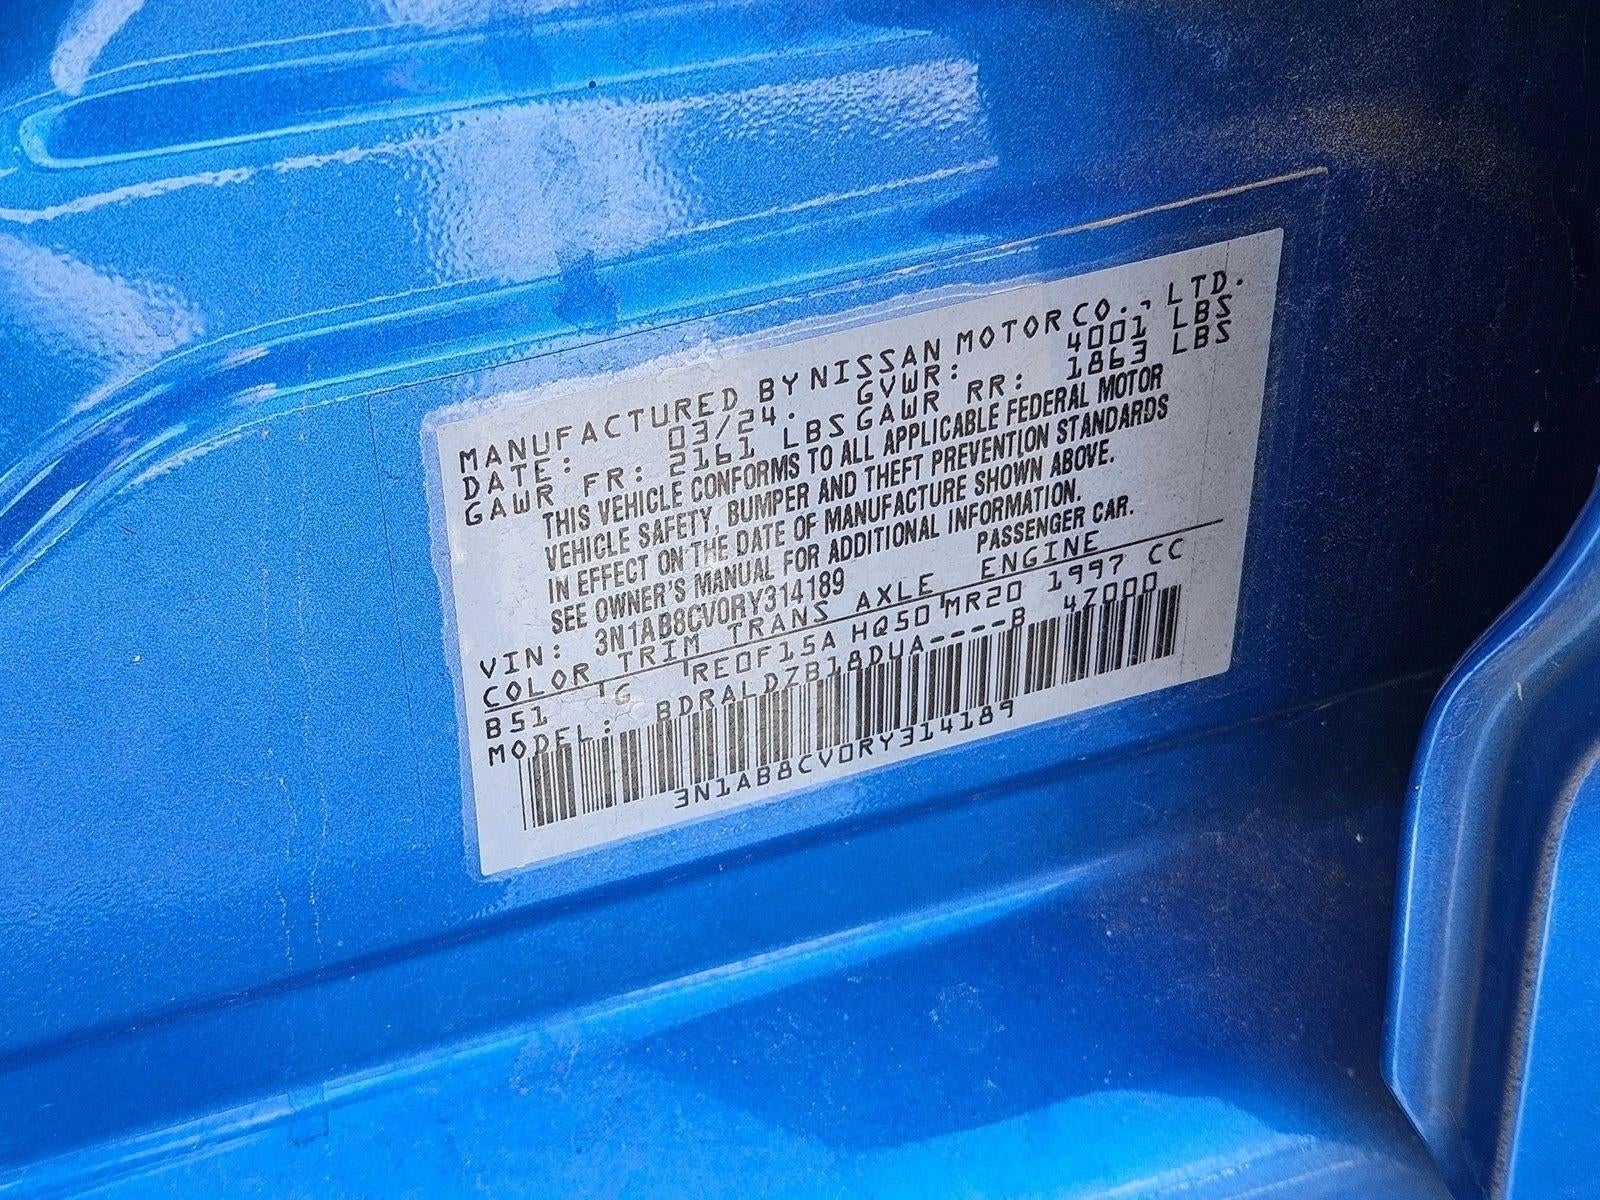 MANUFACTURED BY NISSAN MOTOR CO., LTD.
DATE: 03/24. GVWR: 4001 LBS
GAWR FR: 2161 LBS GAWR RR: 1863 LBS
THIS VEHICLE CONFORMS TO ALL APPLICABLE FEDERAL MOTOR
VEHICLE SAFETY, BUMPER AND THEFT PREVENTION STANDARDS
IN EFFECT ON THE DATE OF MANUFACTURE SHOWN ABOVE.
SEE OWNER'S MANUAL FOR ADDITIONAL INFORMATION.
VIN: 3N1AB8CV0RY314189 PASSENGER CAR.
COLOR TRIM TRANS AXLE ENGINE
B51 G RE0F15A HQ50 MR20 1997 CC
MODEL: BDRALDZB18DUA----B 47000
3N1AB8CV0RY314189